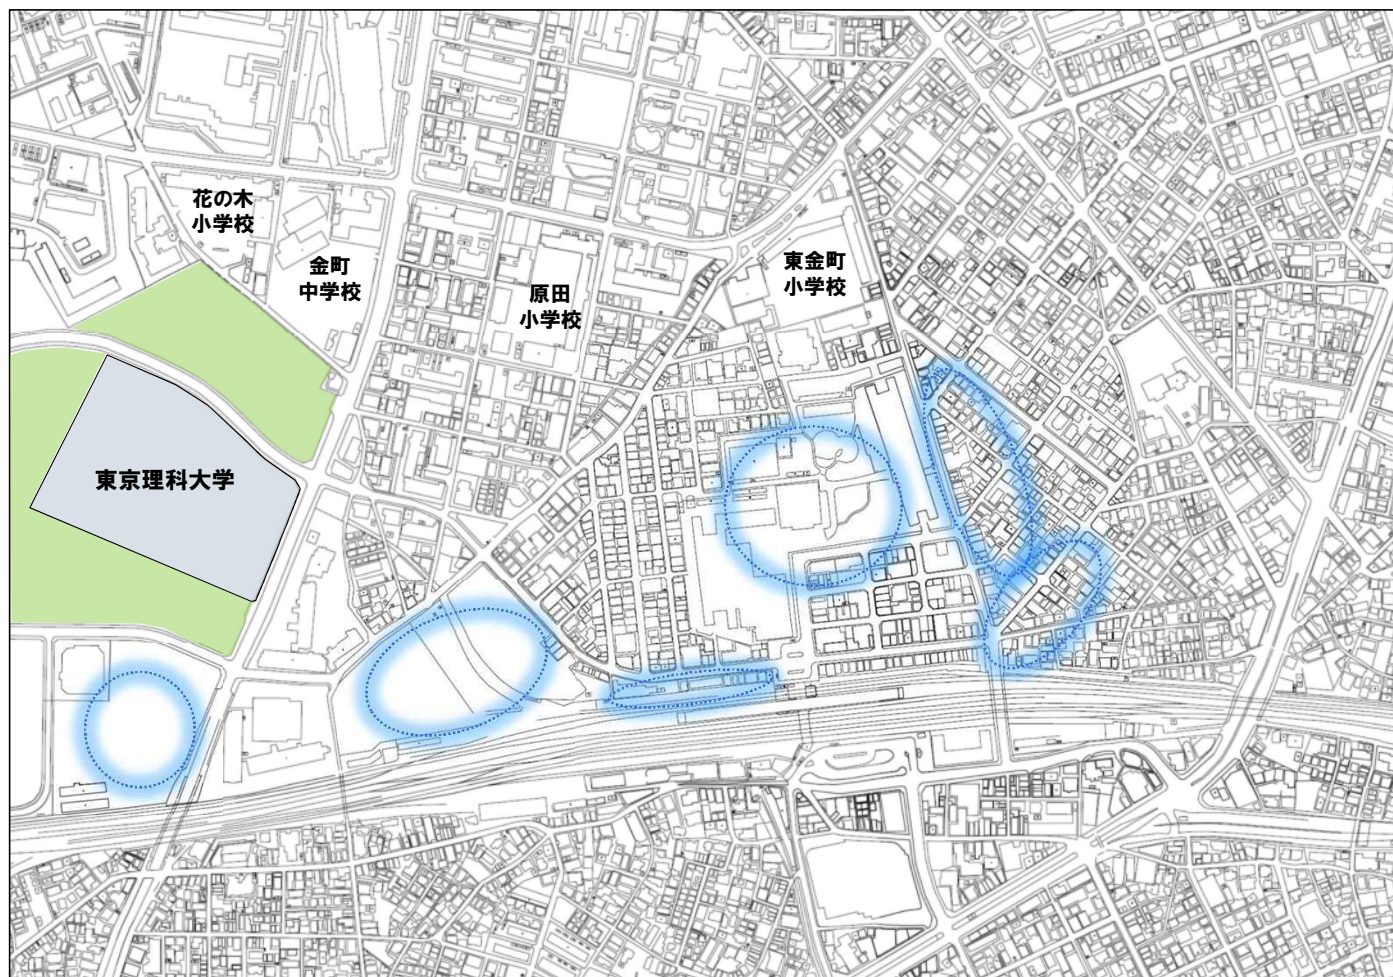 花の木
小学校
金町
中学校
原田
小学校
東金町
小学校
東京理科大学